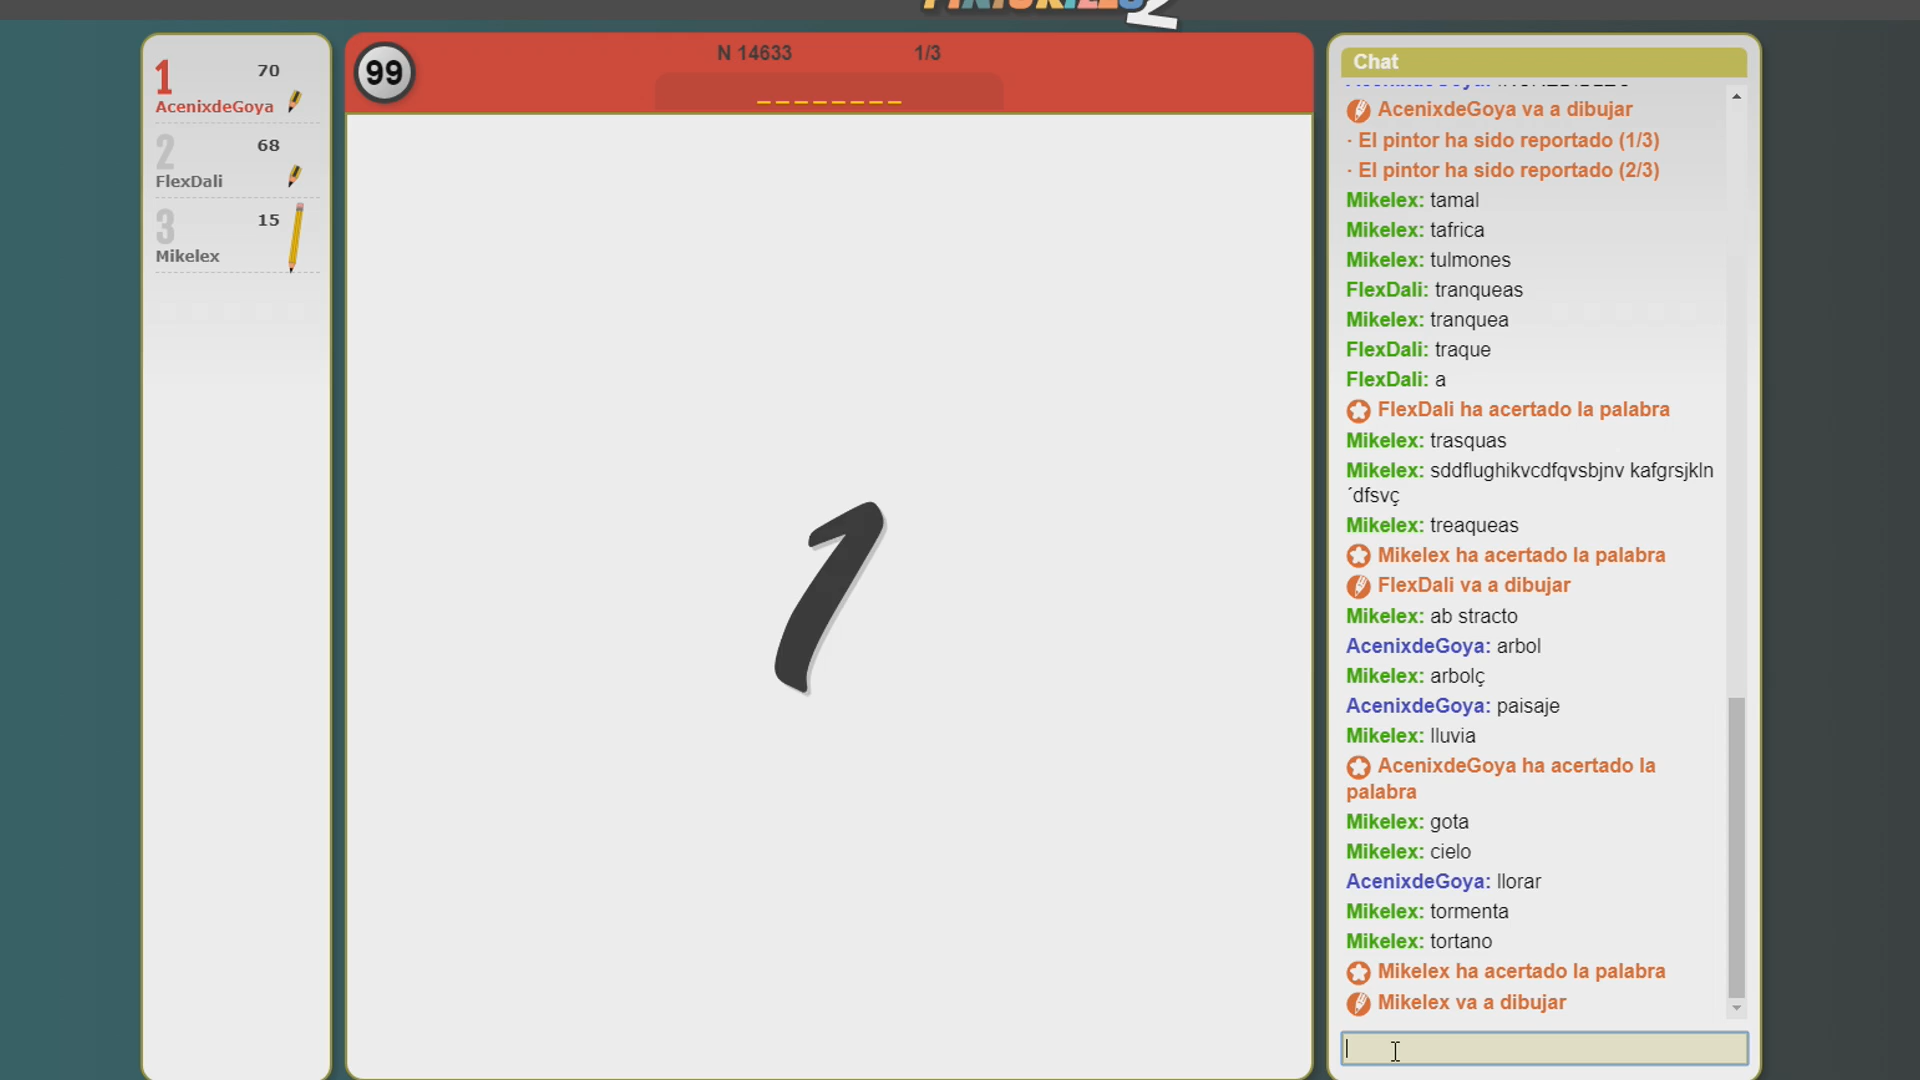 1
70
AcenixdeGoya
2
68
FlexDali
3
15
Mikelex
99
N 14633
1/3
_ _ _ _ _ _ _ _
1
Chat
AcenixdeGoya va a dibujar
· El pintor ha sido reportado (1/3)
· El pintor ha sido reportado (2/3)
Mikelex: tamal
Mikelex: tafrica
Mikelex: tulmones
FlexDali: tranqueas
Mikelex: tranquea
FlexDali: traque
FlexDali: a
FlexDali ha acertado la palabra
Mikelex: trasquas
Mikelex: sddflughikvcdfqvsbjnv kafgrsjkln
´dfsvç
Mikelex: treaqueas
Mikelex ha acertado la palabra
FlexDali va a dibujar
Mikelex: ab stracto
AcenixdeGoya: arbol
Mikelex: arbolç
AcenixdeGoya: paisaje
Mikelex: lluvia
AcenixdeGoya ha acertado la
palabra
Mikelex: gota
Mikelex: cielo
AcenixdeGoya: llorar
Mikelex: tormenta
Mikelex: tortano
Mikelex ha acertado la palabra
Mikelex va a dibujar